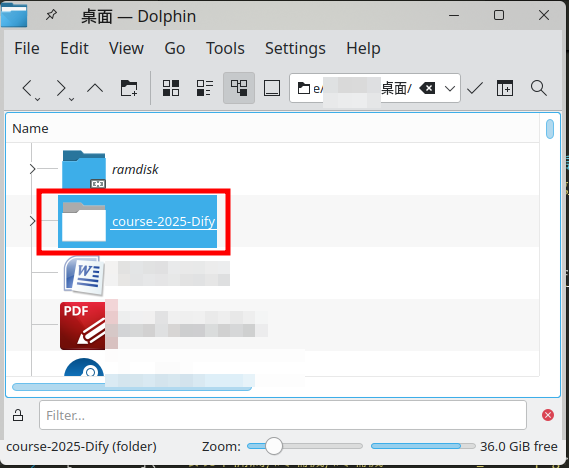 桌面 — Dolphin
File Edit View Go Tools Settings Help
e/ 桌面/
Name
ramdisk
course-2025-Dify
W
PDF
Filter...
course-2025-Dify (folder) Zoom: 36.0 GiB free